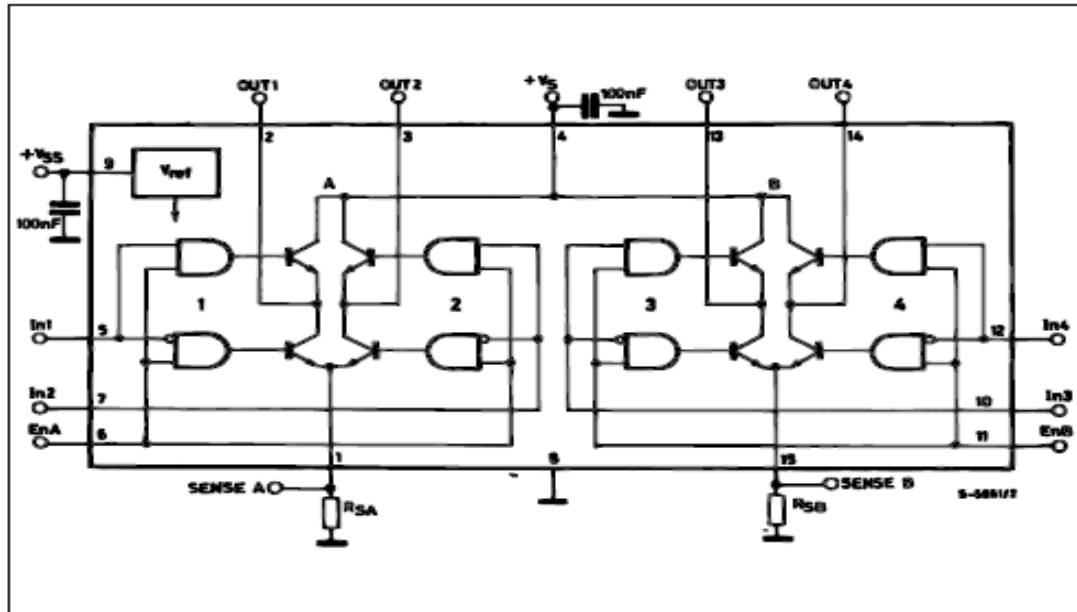 OUT1 OUT2 +VS 100nF OUT3 OUT4
2 3 4 13 14
+VSS 9 Vref
A B
100nF
1 2 3 4
In1 5 12 In4
In2 7 10 In3
EnA 6 11 EnB
1 8 15
SENSE A SENSE B
RSA RSB
S-5851/2